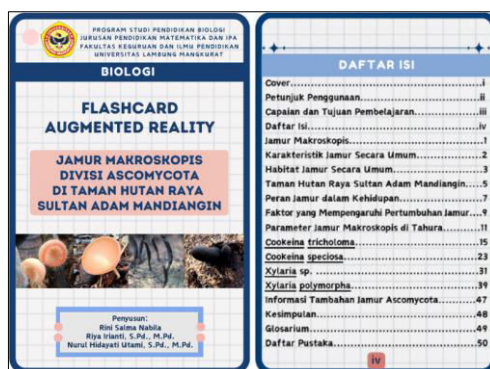 PROGRAM STUDI PENDIDIKAN BIOLOGI
JURUSAN PENDIDIKAN MATEMATIKA DAN IPA
FAKULTAS KEGURUAN DAN ILMU PENDIDIKAN
UNIVERSITAS LAMBUNG MANGKURAT
BIOLOGI
FLASHCARD
AUGMENTED REALITY
JAMUR MAKROSKOPIS
DIVISI ASCOMYCOTA
DI TAMAN HUTAN RAYA
SULTAN ADAM MANDIANGIN
Penyusun:
Rini Salma Nabila
Riya Irianti, S.Pd., M.Pd.
Nurul Hidayati Utami, S.Pd., M.Pd.
DAFTAR ISI
Cover.....i
Petunjuk Penggunaan.....ii
Capaian dan Tujuan Pembelajaran.....iii
Daftar Isi.....iv
Jamur Makroskopis.....1
Karakteristik Jamur Secara Umum.....2
Habitat Jamur Secara Umum.....3
Taman Hutan Raya Sultan Adam Mandiangin.....5
Peran Jamur dalam Kehidupan.....7
Faktor yang Mempengaruhi Pertumbuhan Jamur....9
Parameter Jamur Makroskopis di Tahura.....11
Cookeina tricholoma.....15
Cookeina speciosa.....23
Xylaria sp.....31
Xylaria polymorpha.....39
Informasi Tambahan Jamur Ascomycota.....47
Kesimpulan.....48
Glosarium.....49
Daftar Pustaka.....50
iv